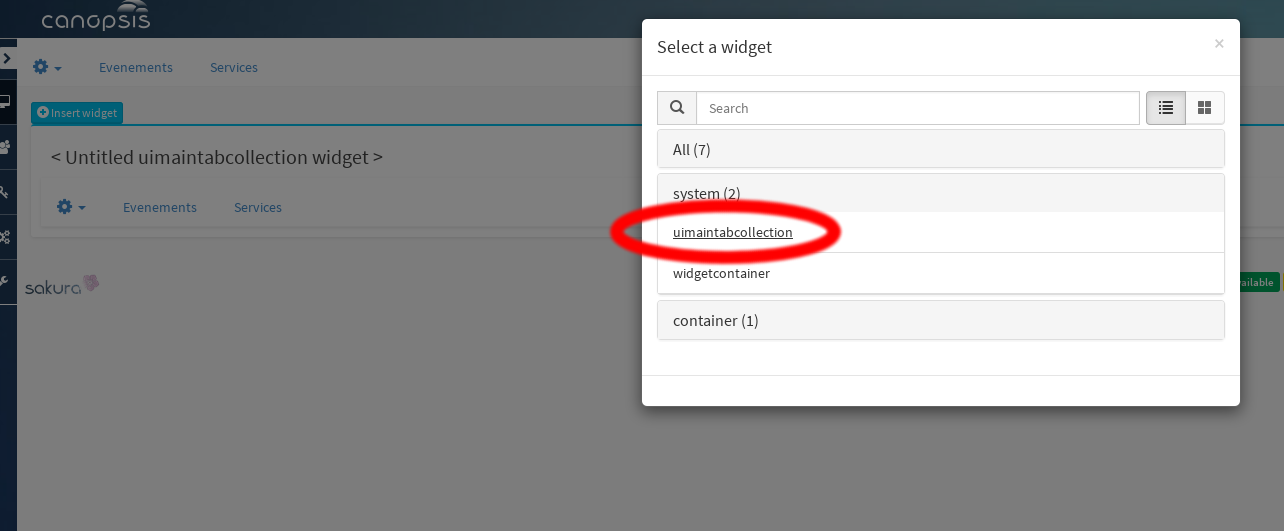 canopsis
Evenements Services
Insert widget
< Untitled uimaintabcollection widget >
Evenements Services
sakura
Select a widget
×
Search
All (7)
system (2)
uimaintabcollection
widgetcontainer
container (1)